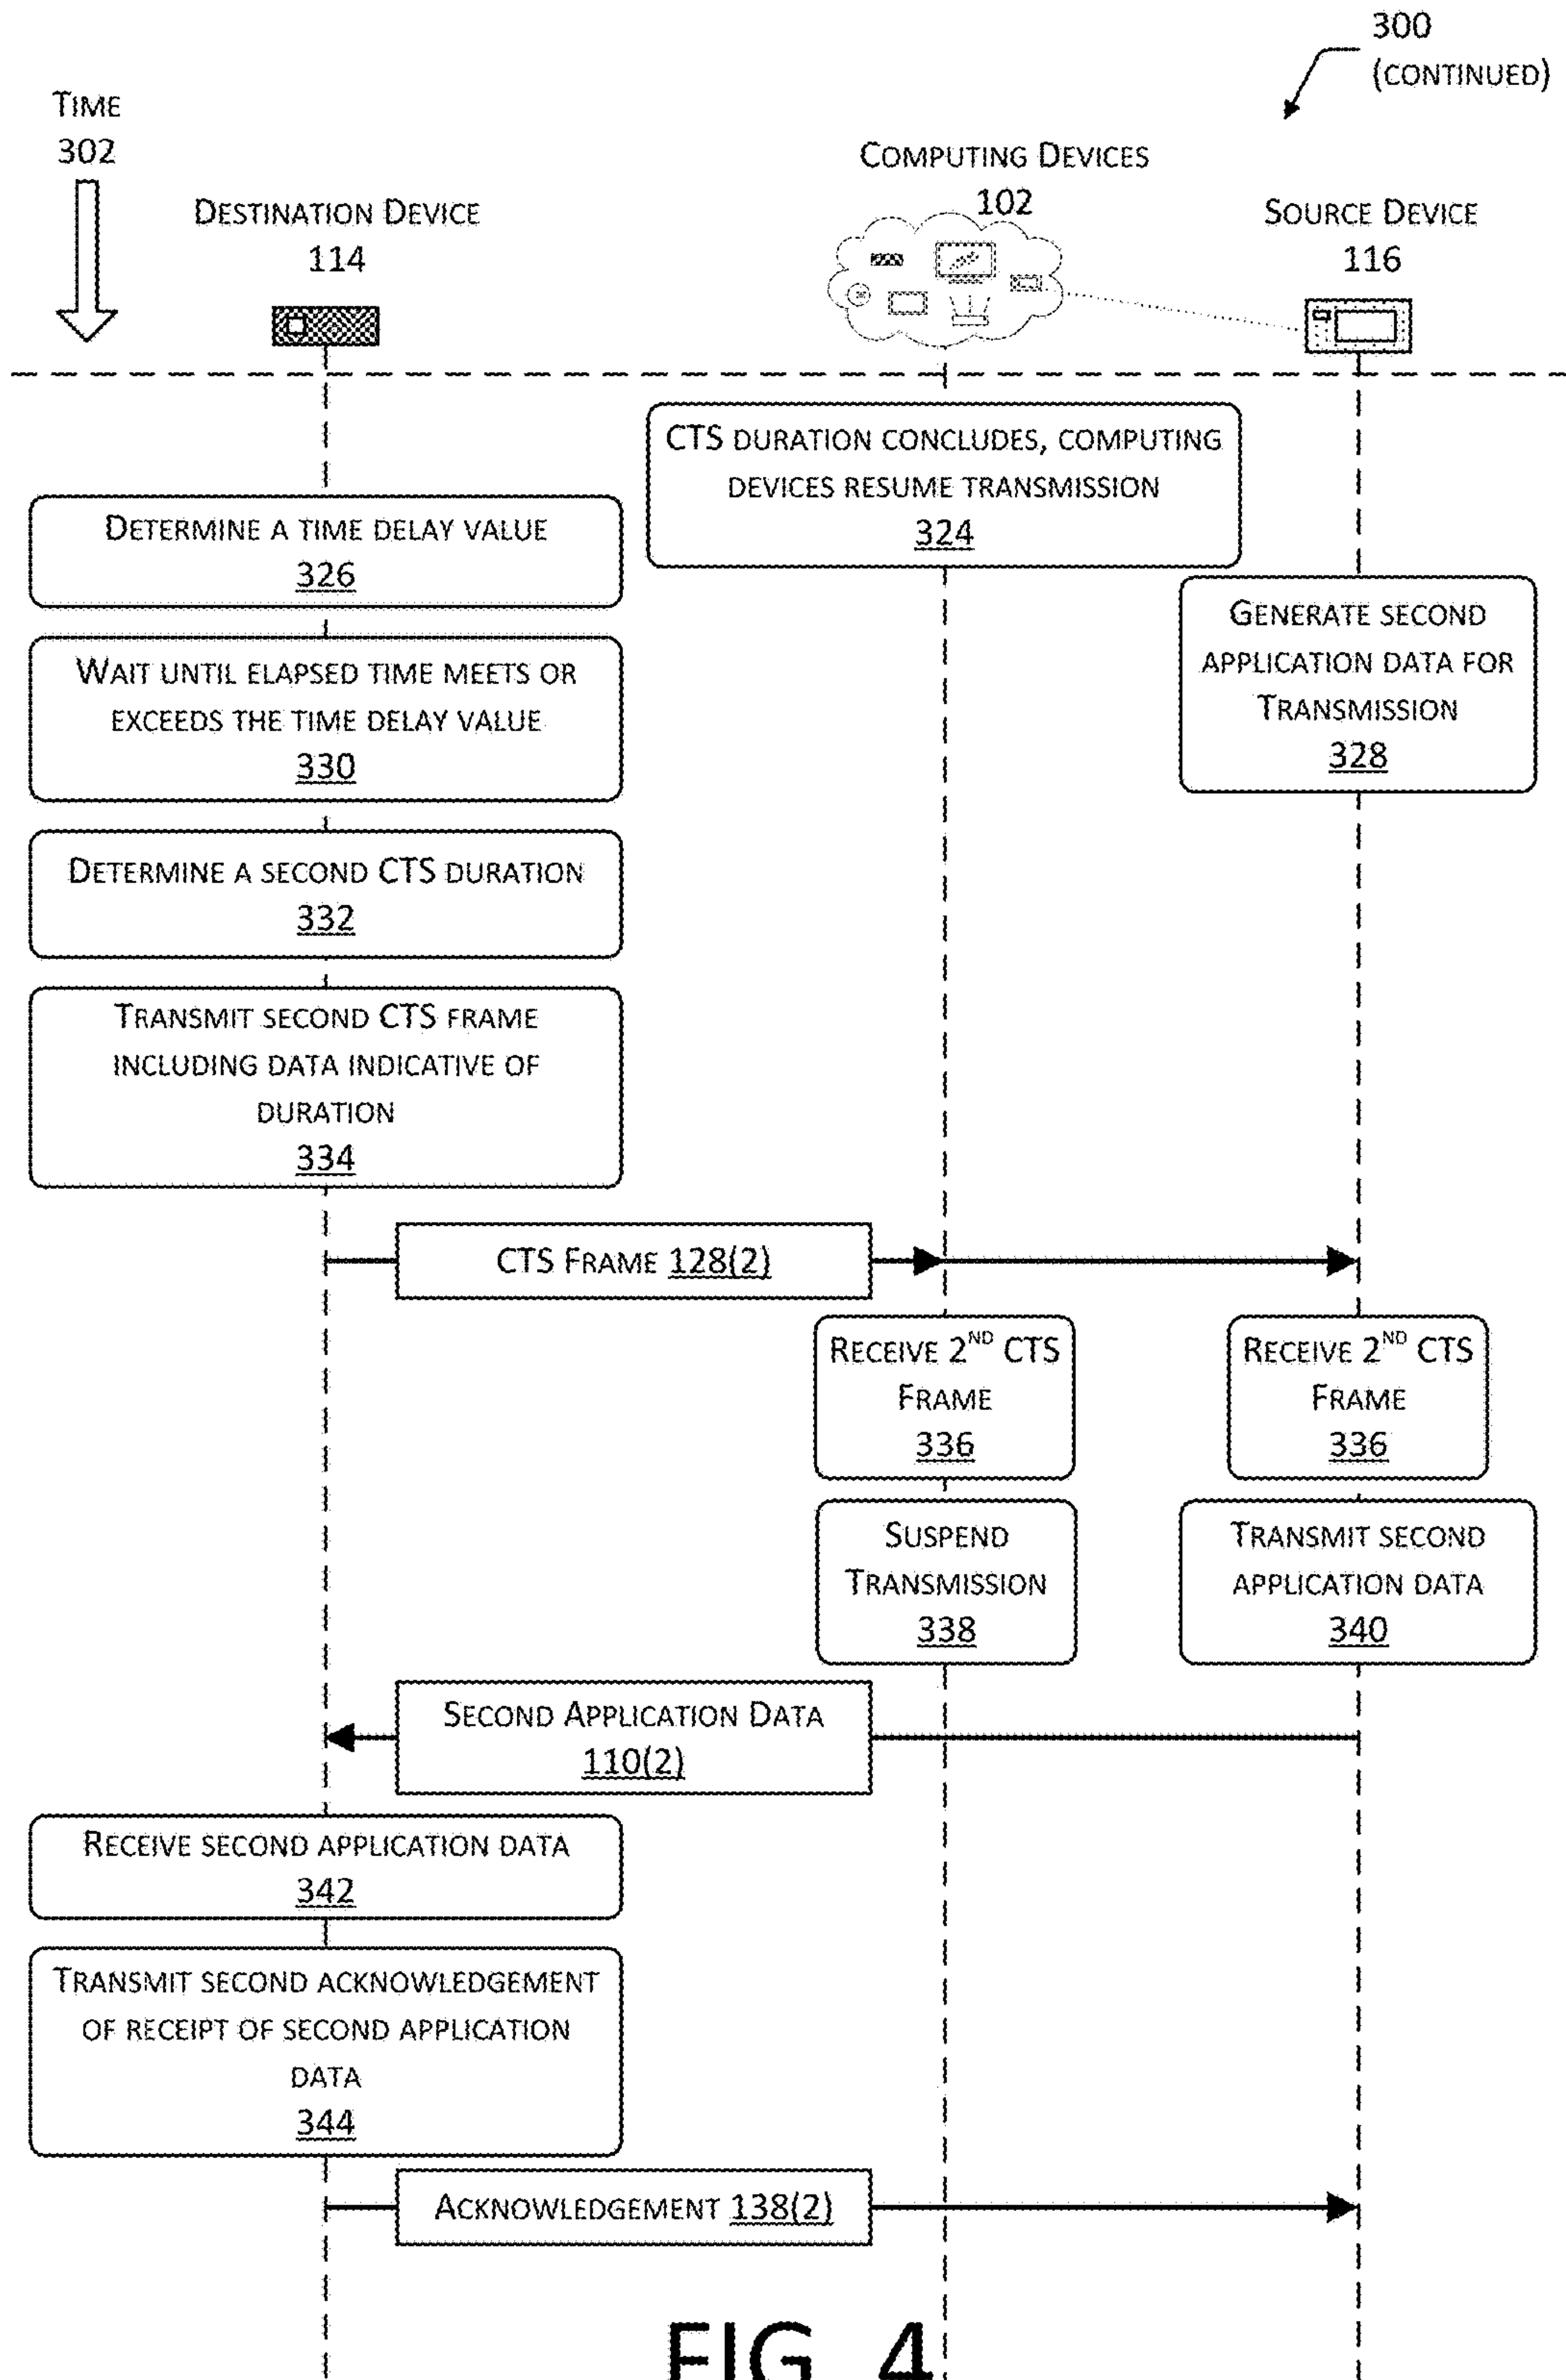 300
(CONTINUED)
TIME
302
COMPUTING DEVICES
102
DESTINATION DEVICE
114
SOURCE DEVICE
116
CTS DURATION CONCLUDES, COMPUTING
DEVICES RESUME TRANSMISSION
324
DETERMINE A TIME DELAY VALUE
326
GENERATE SECOND
APPLICATION DATA FOR
TRANSMISSION
328
WAIT UNTIL ELAPSED TIME MEETS OR
EXCEEDS THE TIME DELAY VALUE
330
DETERMINE A SECOND CTS DURATION
332
TRANSMIT SECOND CTS FRAME
INCLUDING DATA INDICATIVE OF
DURATION
334
CTS FRAME 128(2)
RECEIVE 2ND CTS
FRAME
336
RECEIVE 2ND CTS
FRAME
336
SUSPEND
TRANSMISSION
338
TRANSMIT SECOND
APPLICATION DATA
340
SECOND APPLICATION DATA
110(2)
RECEIVE SECOND APPLICATION DATA
342
TRANSMIT SECOND ACKNOWLEDGEMENT
OF RECEIPT OF SECOND APPLICATION
DATA
344
ACKNOWLEDGEMENT 138(2)
FIG. 4